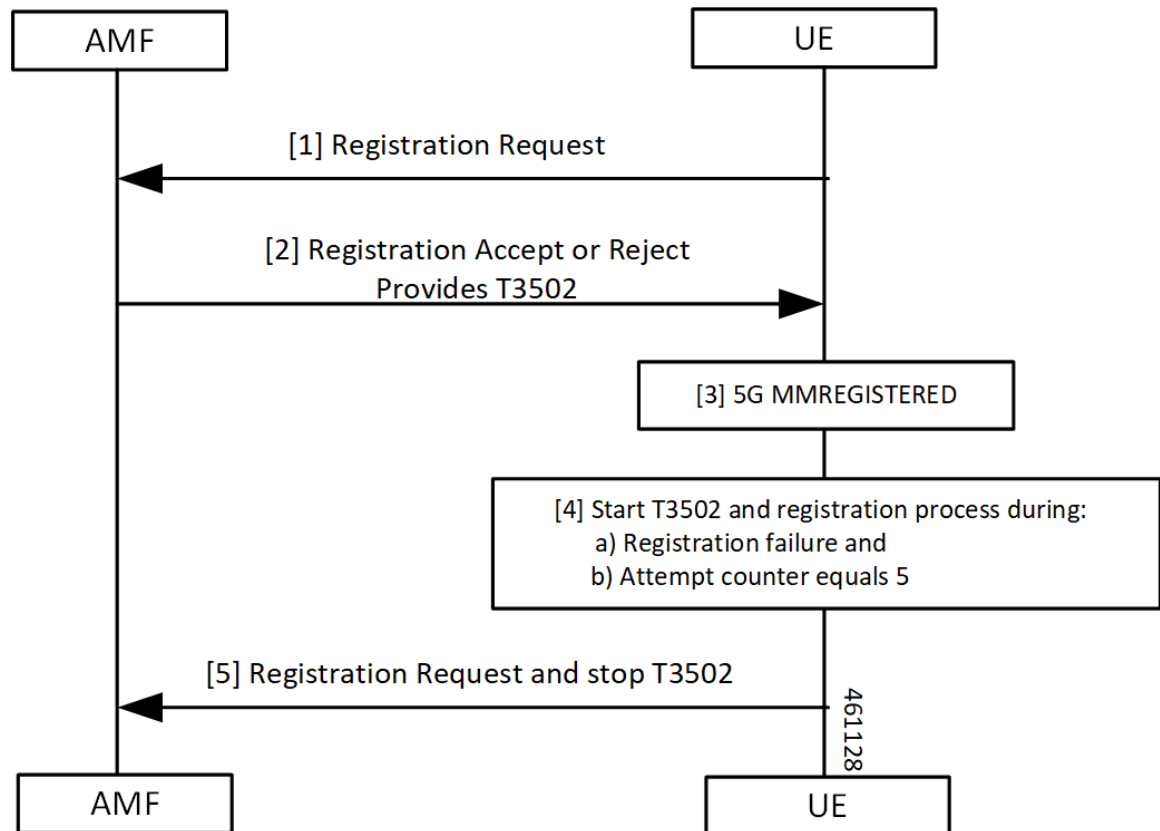 AMF
UE
[1] Registration Request
[2] Registration Accept or Reject
Provides T3502
[3] 5G MMREGISTERED
[4] Start T3502 and registration process during:
a) Registration failure and
b) Attempt counter equals 5
[5] Registration Request and stop T3502
461128
AMF
UE